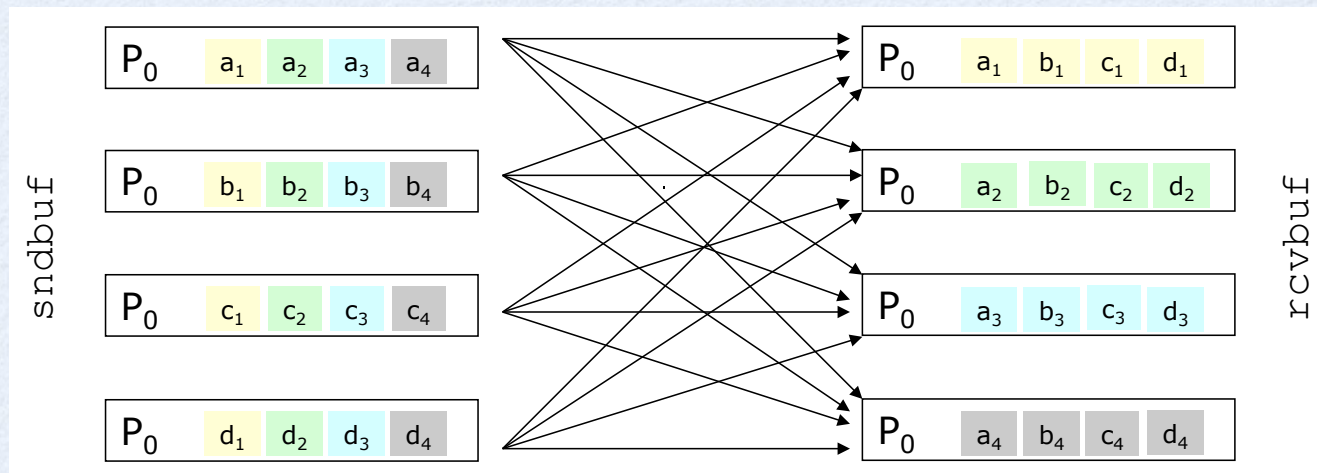 sndbuf
P₀ a₁ a₂ a₃ a₄
P₀ a₁ b₁ c₁ d₁
P₀ b₁ b₂ b₃ b₄
P₀ a₂ b₂ c₂ d₂
P₀ c₁ c₂ c₃ c₄
P₀ a₃ b₃ c₃ d₃
P₀ d₁ d₂ d₃ d₄
P₀ a₄ b₄ c₄ d₄
rcvbuf